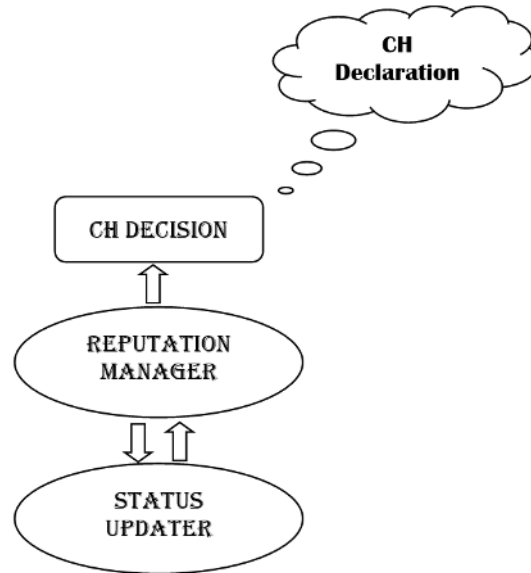 CH
Declaration
CH DECISION
REPUTATION
MANAGER
STATUS
UPDATER